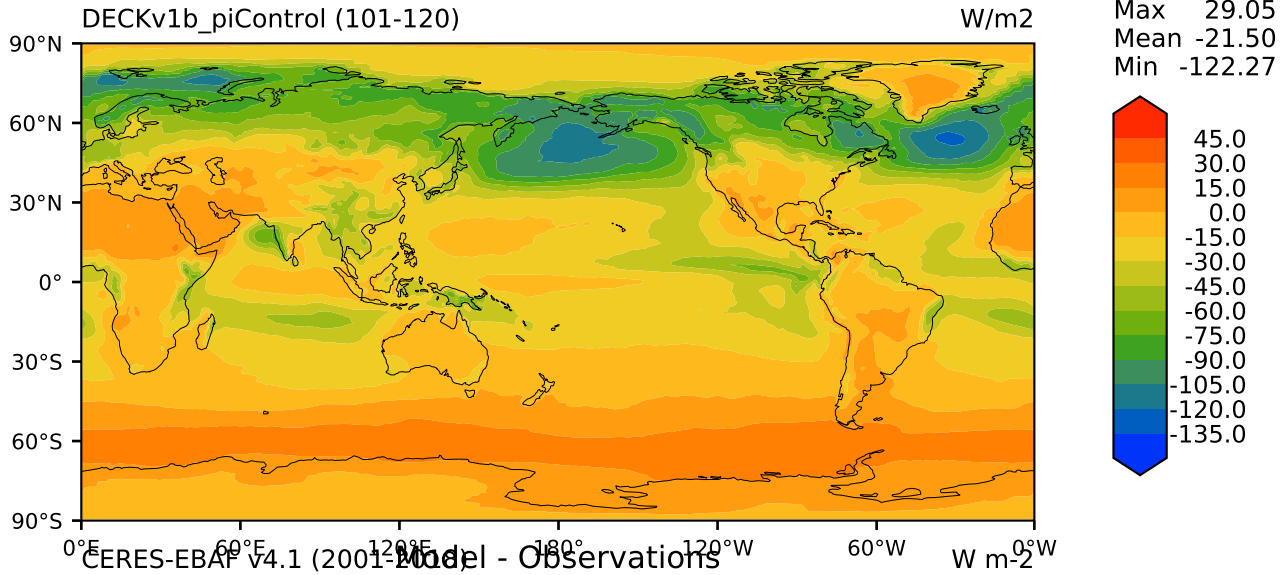 DECKv1b_piControl (101-120) W/m2
Max 29.05
Mean -21.50
Min -122.27
90°N
60°N
30°N
0°
30°S
60°S
90°S
0°E 60°E 120°E 180° 120°W 60°W 0°W
45.0
30.0
15.0
0.0
-15.0
-30.0
-45.0
-60.0
-75.0
-90.0
-105.0
-120.0
-135.0
CERES-EBAF v4.1 (2001-2018) Model - Observations W m-2